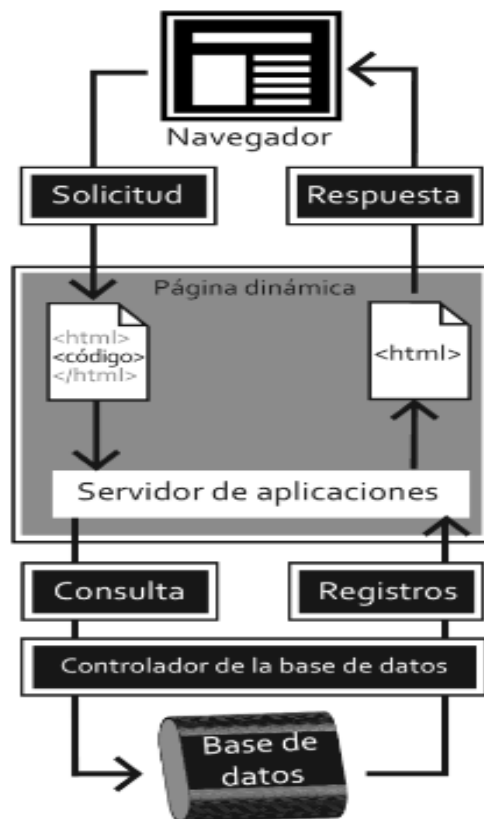 Navegador
Solicitud
Respuesta
Página dinámica
<html>
<código>
</html>
<html>
Servidor de aplicaciones
Consulta
Registros
Controlador de la base de datos
Base de
datos